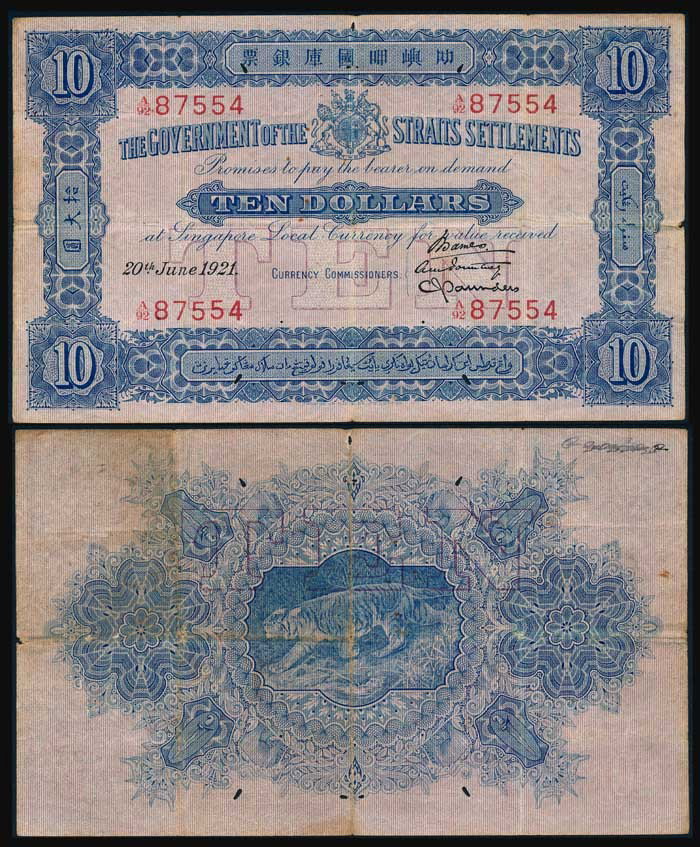 10 票銀庫國呷嶼叻 10
A/92 87554 A/92 87554
THE GOVERNMENT OF THE STRAITS SETTLEMENTS
Promises to pay the bearer on demand
TEN DOLLARS
at Singapore Local Currency for value received
拾大圓
20th June 1921. CURRENCY COMMISSIONERS.
TEN
A/92 87554 A/92 87554
10 10
TEN